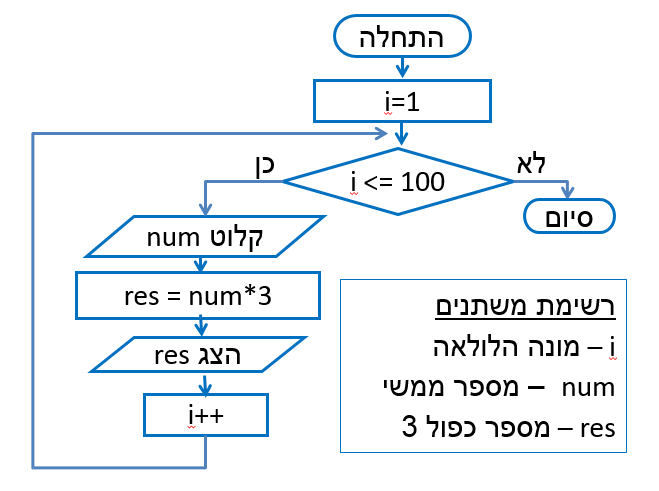 התחלה
i=1
i <= 100
כן
לא
סיום
קלוט num
res = num*3
הצג res
i++
רשימת משתנים
i – מונה הלולאה
num – מספר ממשי
res – מספר כפול 3